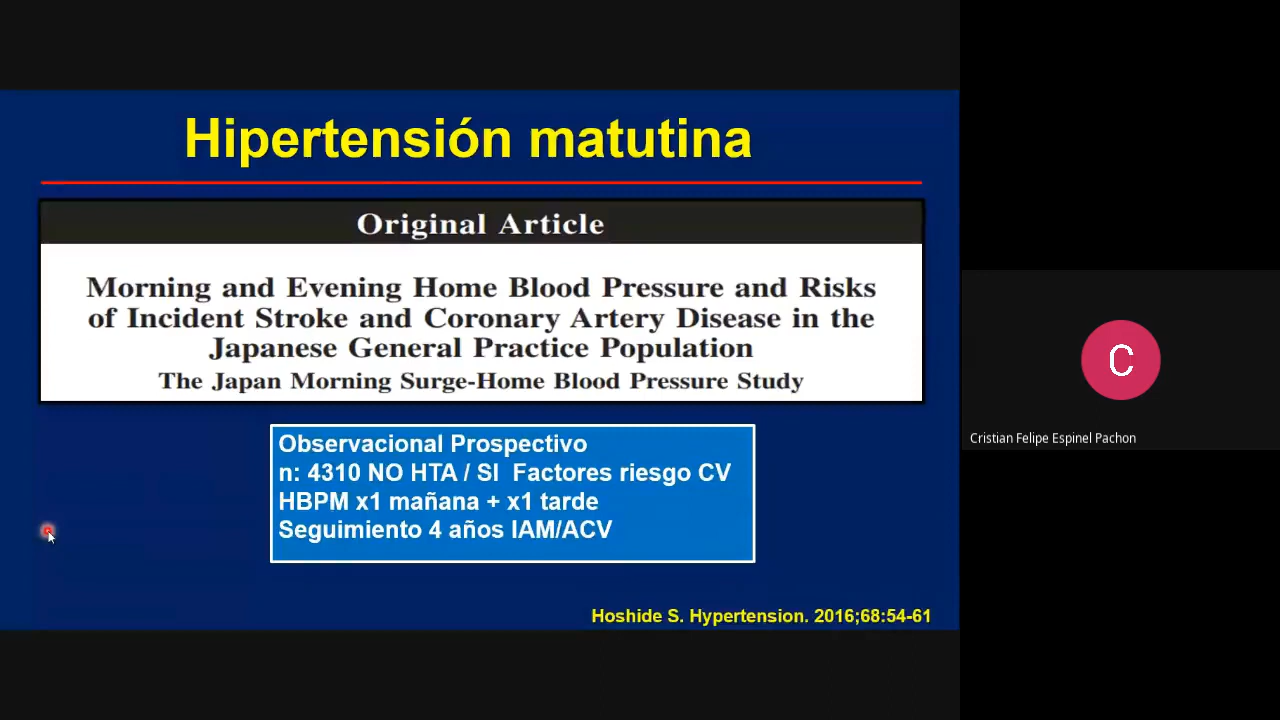 Hipertensión matutina
Original Article
Morning and Evening Home Blood Pressure and Risks
of Incident Stroke and Coronary Artery Disease in the
Japanese General Practice Population
The Japan Morning Surge-Home Blood Pressure Study
Observacional Prospectivo
n: 4310 NO HTA / SI Factores riesgo CV
HBPM x1 mañana + x1 tarde
Seguimiento 4 años IAM/ACV
Hoshide S. Hypertension. 2016;68:54-61
C
Cristian Felipe Espinel Pachon